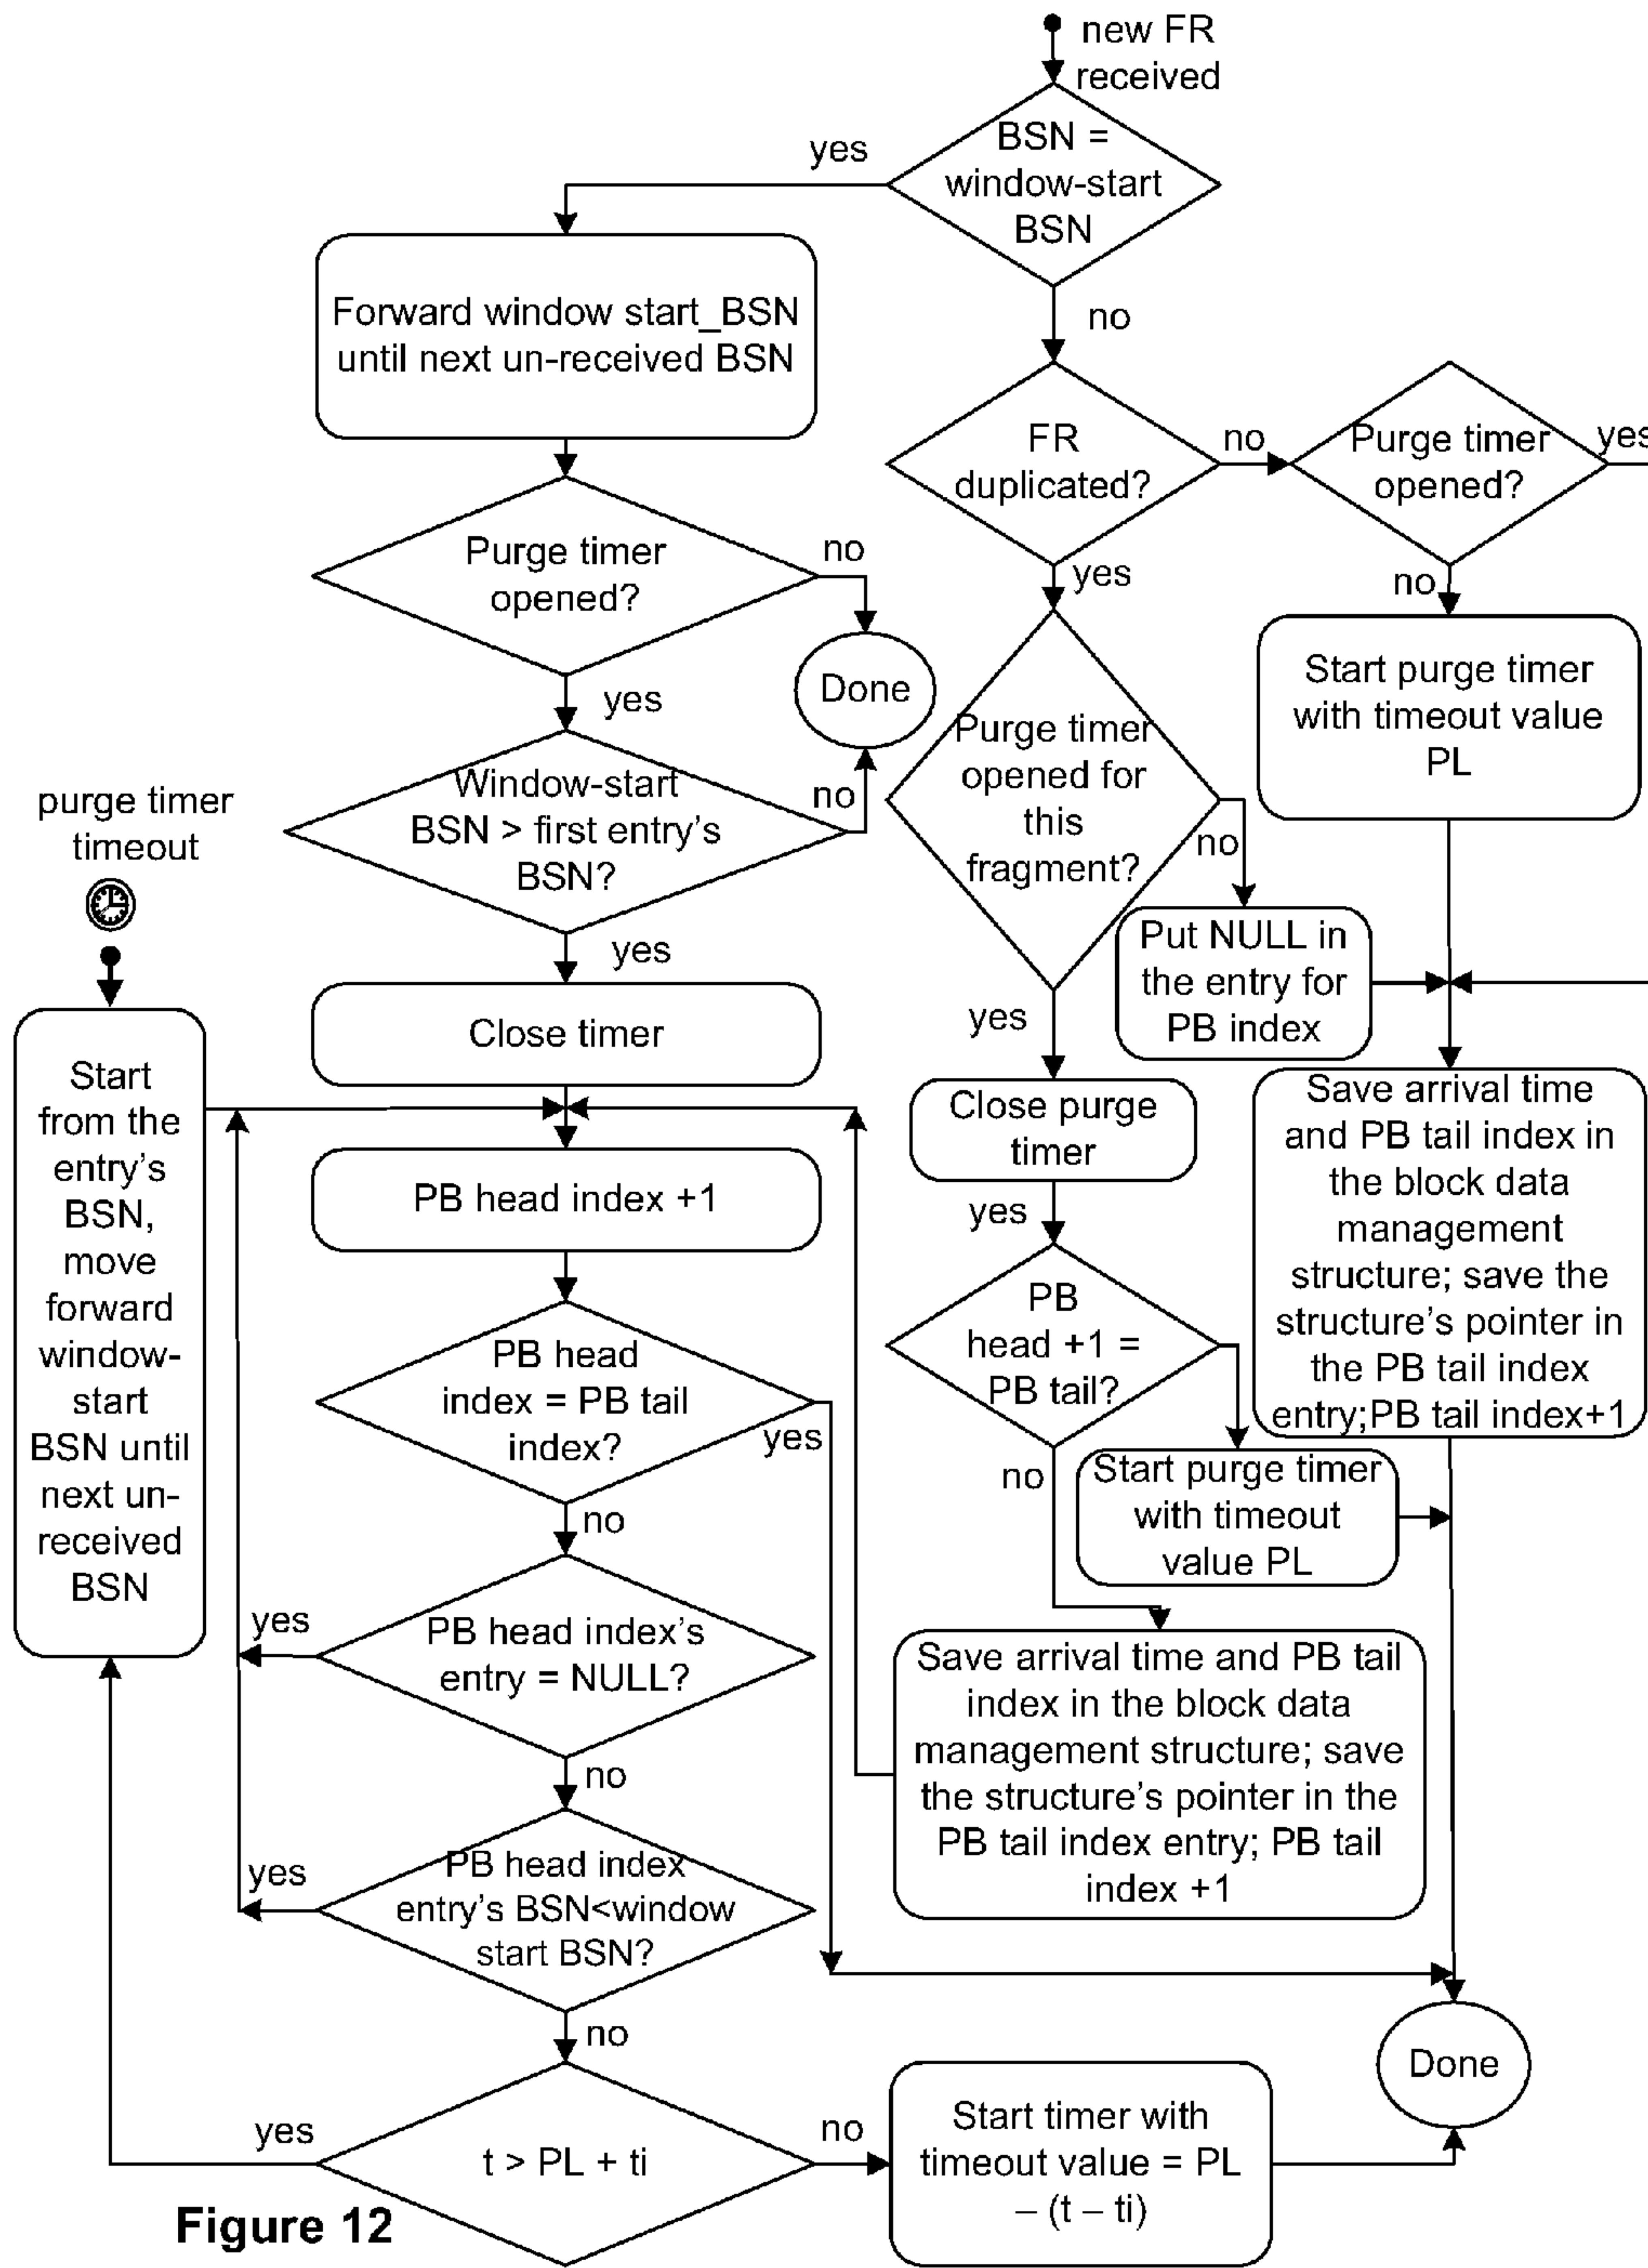 new FR
received
BSN =
window-start
BSN
yes
no
Forward window start_BSN
until next un-received BSN
FR
duplicated?
no
Purge timer
opened?
yes
Purge timer
opened?
no
yes
no
yes
Done
Start purge timer
with timeout value
PL
Purge timer
opened for
this
fragment?
no
Window-start
BSN > first entry's
BSN?
no
yes
purge timer
timeout
Put NULL in
the entry for
PB index
yes
Close timer
Start
from the
entry's
BSN,
move
forward
window-
start
BSN until
next un-
received
BSN
Close purge
timer
yes
Save arrival time
and PB tail index in
the block data
management
structure; save the
structure's pointer in
the PB tail index
entry;PB tail index+1
PB head index +1
PB
head +1 =
PB tail?
no
PB head
index = PB tail
index?
yes
no
Start purge timer
with timeout
value PL
PB head index's
entry = NULL?
yes
no
Save arrival time and PB tail
index in the block data
management structure; save
the structure's pointer in the
PB tail index entry; PB tail
index +1
PB head index
entry's BSN<window
start BSN?
yes
no
Done
t > PL + ti
yes
no
Start timer with
timeout value = PL
– (t – ti)
Figure 12